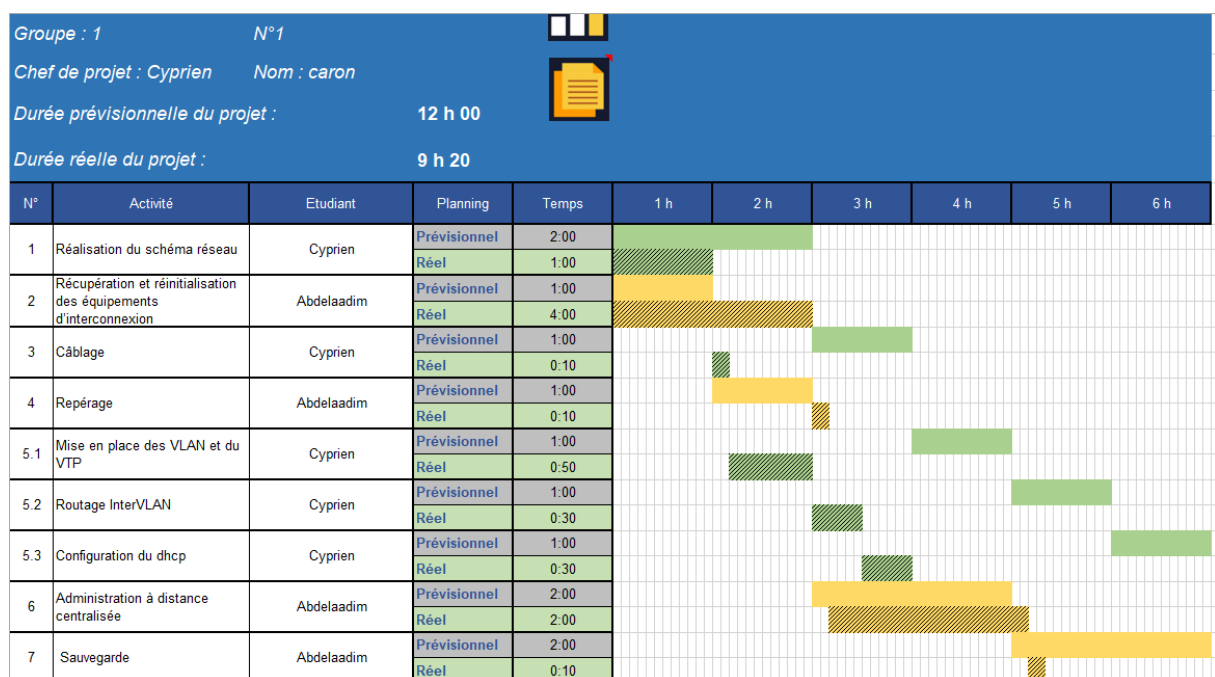 Groupe : 1 N°1
Chef de projet : Cyprien Nom : caron
Durée prévisionnelle du projet : 12 h 00
Durée réelle du projet : 9 h 20
N° Activité Etudiant Planning Temps 1 h 2 h 3 h 4 h 5 h 6 h
1 Réalisation du schéma réseau Cyprien Prévisionnel 2:00
Réel 1:00
2 Récupération et réinitialisation
des équipements
d'interconnexion
Abdelaadim Prévisionnel 1:00
Réel 4:00
3 Câblage Cyprien Prévisionnel 1:00
Réel 0:10
4 Repérage Abdelaadim Prévisionnel 1:00
Réel 0:10
5.1 Mise en place des VLAN et du
VTP
Cyprien Prévisionnel 1:00
Réel 0:50
5.2 Routage InterVLAN Cyprien Prévisionnel 1:00
Réel 0:30
5.3 Configuration du dhcp Cyprien Prévisionnel 1:00
Réel 0:30
6 Administration à distance
centralisée
Abdelaadim Prévisionnel 2:00
Réel 2:00
7 Sauvegarde Abdelaadim Prévisionnel 2:00
Réel 0:10